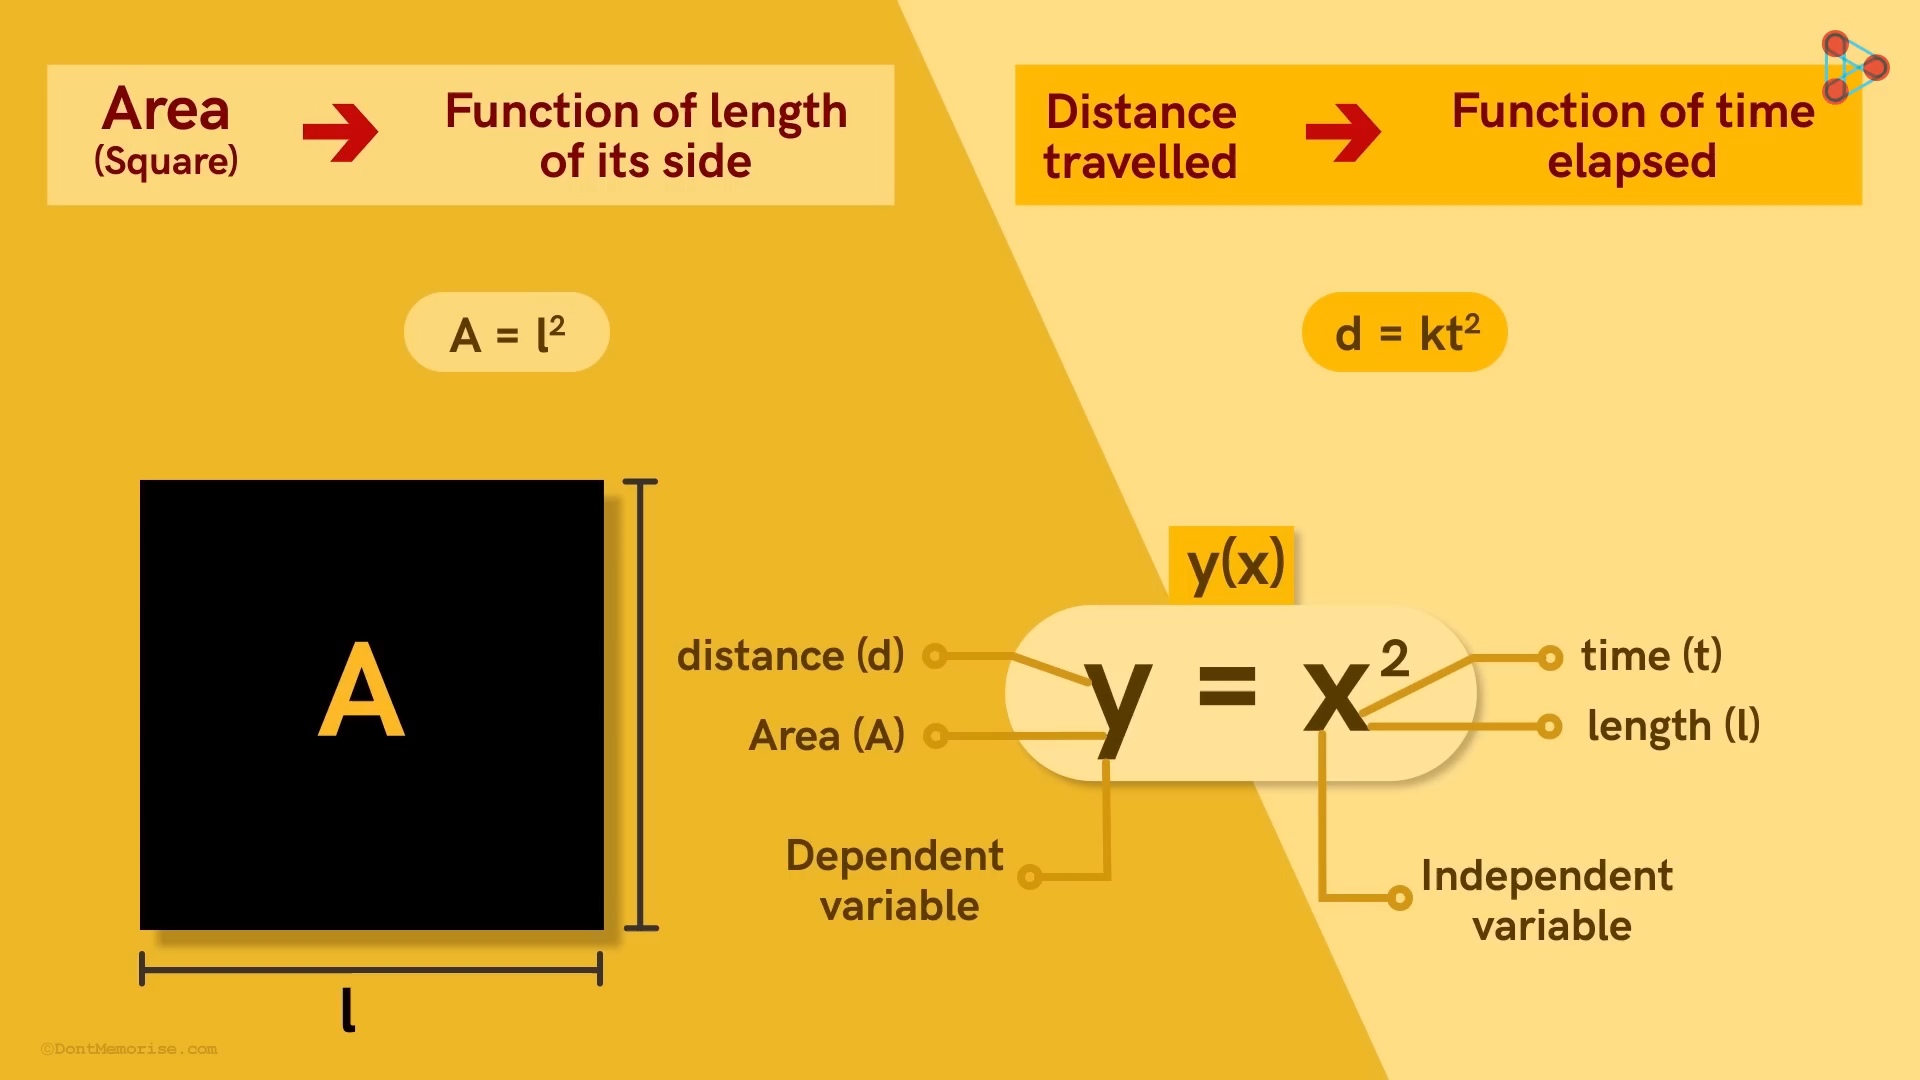 Area
(Square)
Function of length
of its side
Distance
travelled
Function of time
elapsed
A = l²
d = kt²
A
l
y(x)
y = x²
distance (d)
Area (A)
time (t)
length (l)
Dependent
variable
Independent
variable
©DontMemorise.com